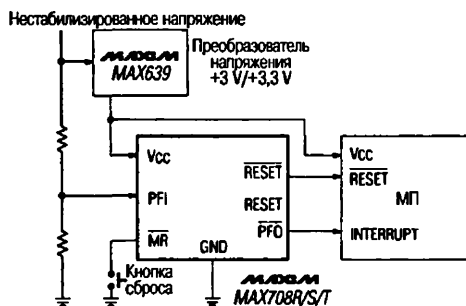 Нестабилизированное напряжение
MAXIM
MAX639
Преобразователь
напряжения
+3 V/+3,3 V
VCC
PFI
MR
GND
RESET
RESET
PFO
VCC
RESET
МП
INTERRUPT
Кнопка
сброса
MAXIM
MAX708R/S/T